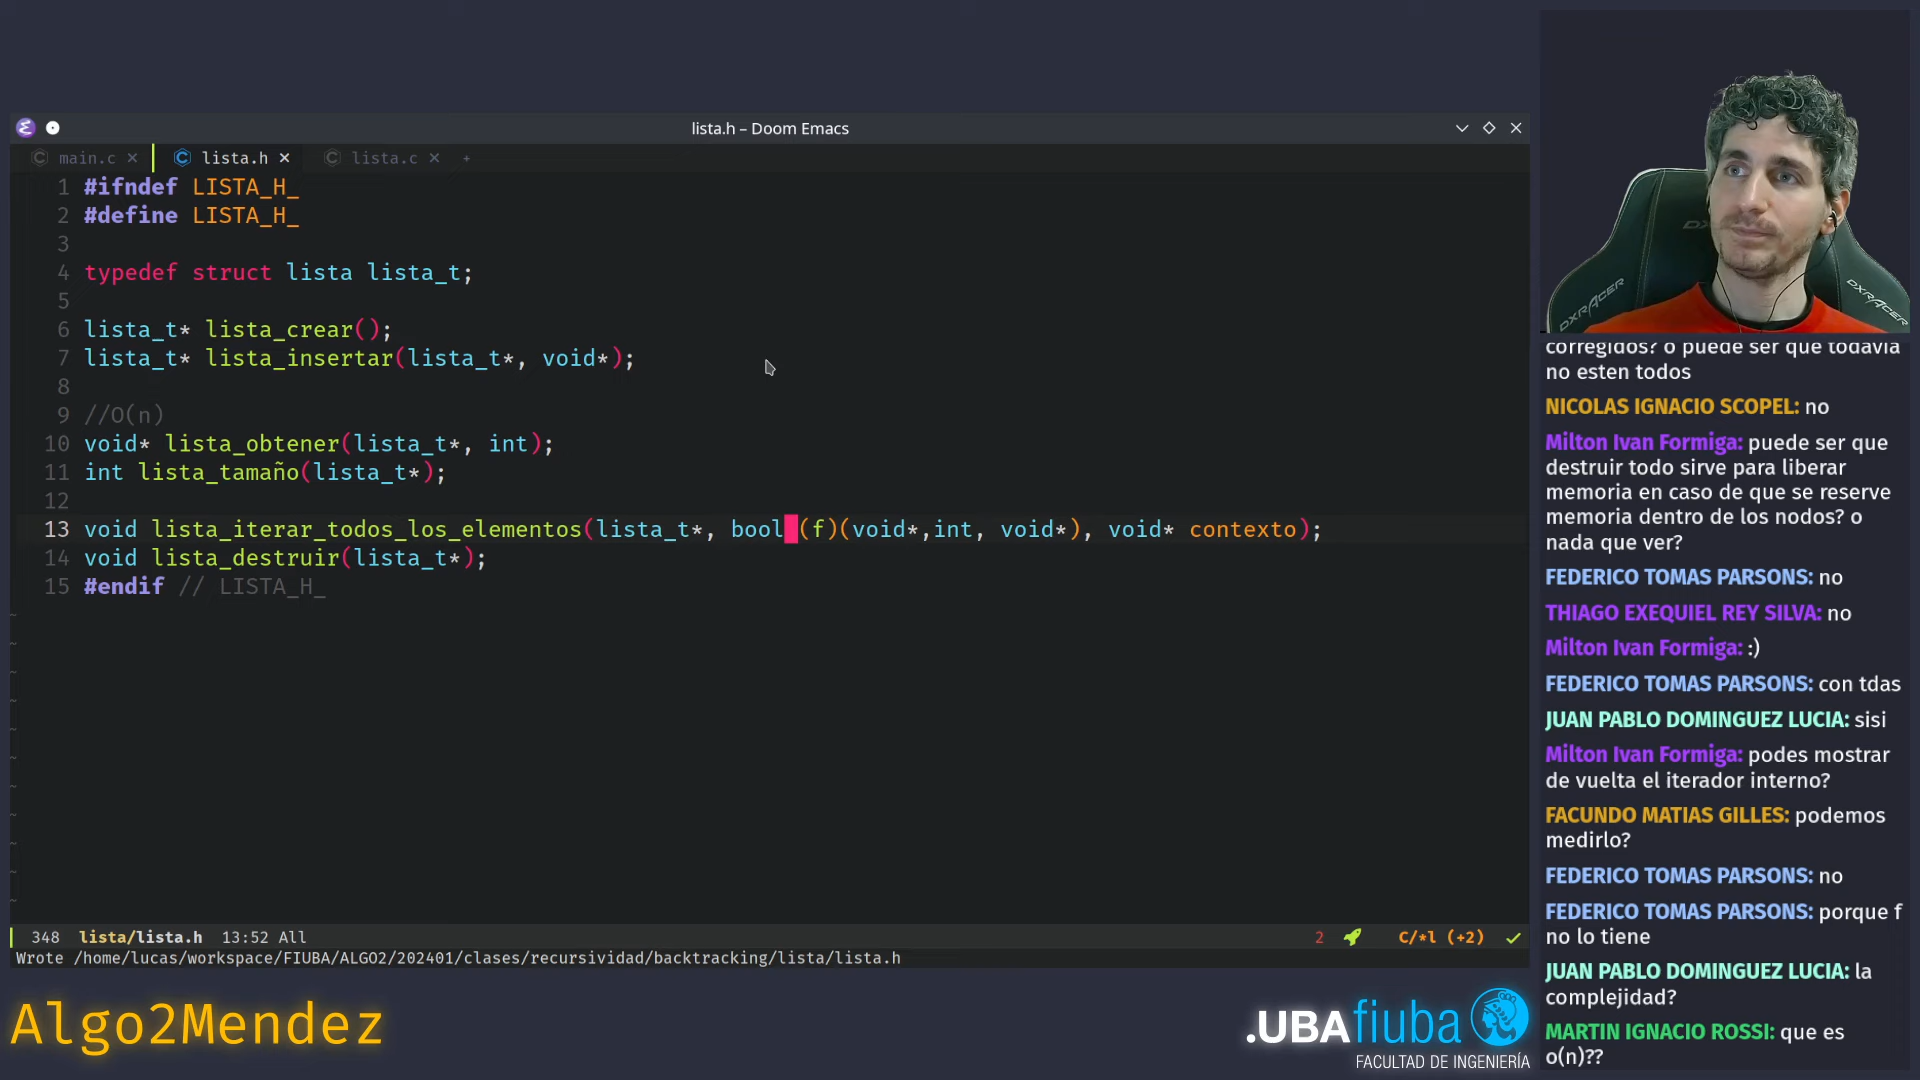 lista.h – Doom Emacs
main.c × lista.h × lista.c × +
1 #ifndef LISTA_H_
2 #define LISTA_H_
3
4 typedef struct lista lista_t;
5
6 lista_t* lista_crear();
7 lista_t* lista_insertar(lista_t*, void*);
8
9 //O(n)
10 void* lista_obtener(lista_t*, int);
11 int lista_tamaño(lista_t*);
12
13 void lista_iterar_todos_los_elementos(lista_t*, bool (f)(void*,int, void*), void* contexto);
14 void lista_destruir(lista_t*);
15 #endif // LISTA_H_
348 lista/lista.h 13:52 All 2 C/*l (+2)
Wrote /home/lucas/workspace/FIUBA/ALGO2/202401/clases/recursividad/backtracking/lista/lista.h
Algo2Mendez
.UBAfiuba
FACULTAD DE INGENIERÍA
DXRACER
DXRACER
corregidos? o puede ser que todavia
no esten todos
NICOLAS IGNACIO SCOPEL: no
Milton Ivan Formiga: puede ser que
destruir todo sirve para liberar
memoria en caso de que se reserve
memoria dentro de los nodos? o
nada que ver?
FEDERICO TOMAS PARSONS: no
THIAGO EXEQUIEL REY SILVA: no
Milton Ivan Formiga: :)
FEDERICO TOMAS PARSONS: con tdas
JUAN PABLO DOMINGUEZ LUCIA: sisi
Milton Ivan Formiga: podes mostrar
de vuelta el iterador interno?
FACUNDO MATIAS GILLES: podemos
medirlo?
FEDERICO TOMAS PARSONS: no
FEDERICO TOMAS PARSONS: porque f
no lo tiene
JUAN PABLO DOMINGUEZ LUCIA: la
complejidad?
MARTIN IGNACIO ROSSI: que es
o(n)??